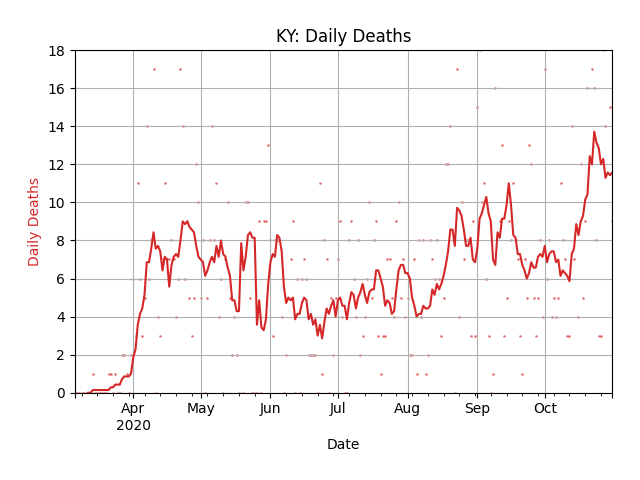 KY: Daily Deaths
18
16
14
12
10
8
6
4
2
0
Daily Deaths
Apr
2020
May
Jun
Jul
Aug
Sep
Oct
Date